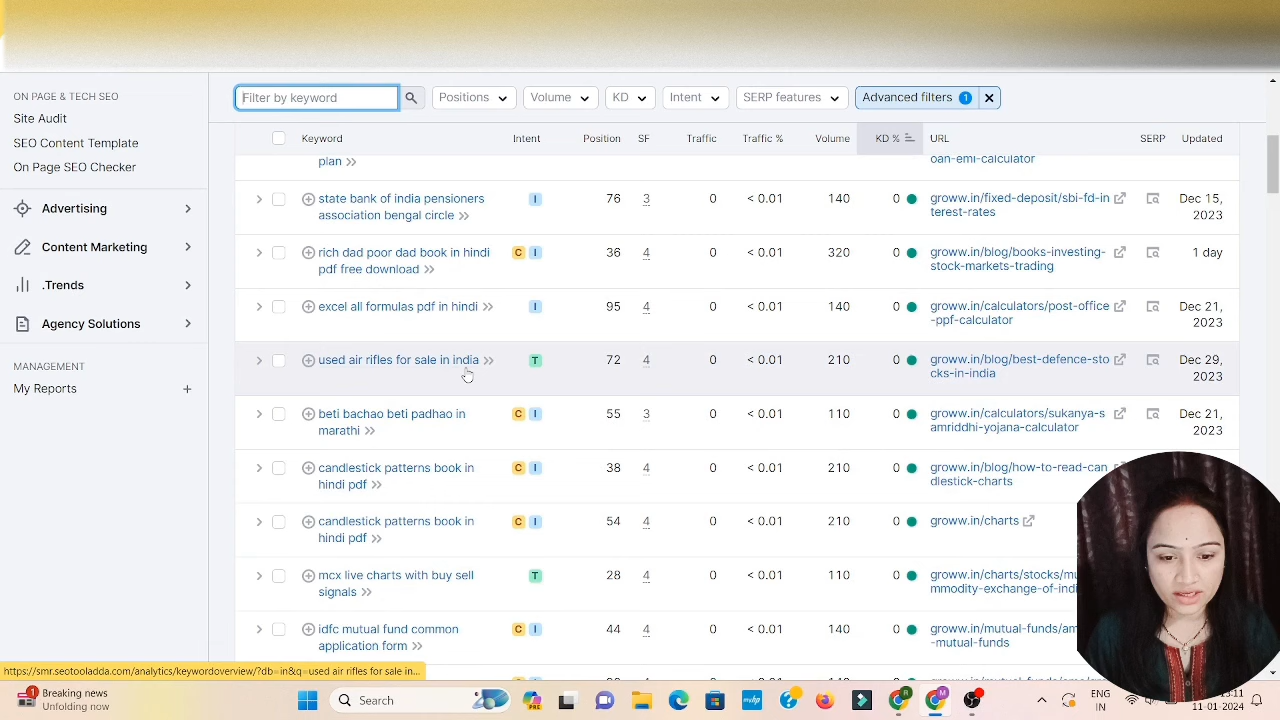 ON PAGE & TECH SEO
Site Audit
SEO Content Template
On Page SEO Checker
Advertising
Content Marketing
.Trends
Agency Solutions
MANAGEMENT
My Reports +
Filter by keyword
Positions
Volume
KD
Intent
SERP features
Advanced filters 1
Keyword Intent Position SF Traffic Traffic % Volume KD % URL SERP Updated
plan
oan-emi-calculator
state bank of india pensioners I 76 3 0 < 0.01 140 0 groww.in/fixed-deposit/sbi-fd-in Dec 15,
association bengal circle terest-rates 2023
rich dad poor dad book in hindi C I 36 4 0 < 0.01 320 0 groww.in/blog/books-investing- 1 day
pdf free download stock-markets-trading
excel all formulas pdf in hindi I 95 4 0 < 0.01 140 0 groww.in/calculators/post-office Dec 21,
-ppf-calculator 2023
used air rifles for sale in india T 72 4 0 < 0.01 210 0 groww.in/blog/best-defence-sto Dec 29,
cks-in-india 2023
beti bachao beti padhao in C I 55 3 0 < 0.01 110 0 groww.in/calculators/sukanya-s Dec 21,
marathi amriddhi-yojana-calculator 2023
candlestick patterns book in C I 38 4 0 < 0.01 140 0 groww.in/blog/how-to-read-can
hindi pdf dlestick-charts
candlestick patterns book in C I 54 4 0 < 0.01 210 0 groww.in/charts
hindi pdf
mcx live charts with buy sell T 28 4 0 < 0.01 110 0 groww.in/charts/stocks/mu
signals mmodity-exchange-of-indi
idfc mutual fund common C I 44 4 0 < 0.01 140 0 groww.in/mutual-funds/am
application form -mutual-funds
https://smr.seotooladda.com/analytics/keywordoverview/?db=in&q=used air rifles for sale in...
1 Breaking news
Unfolding now
Search
ENG
IN
11-01-2024